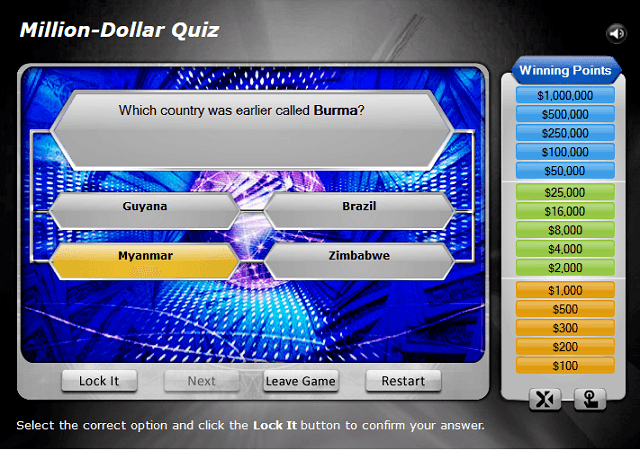 Million-Dollar Quiz
Which country was earlier called Burma?
Guyana
Brazil
Myanmar
Zimbabwe
Lock It
Next
Leave Game
Restart
Select the correct option and click the Lock It button to confirm your answer.
Winning Points
$1,000,000
$500,000
$250,000
$100,000
$50,000
$25,000
$16,000
$8,000
$4,000
$2,000
$1,000
$500
$300
$200
$100